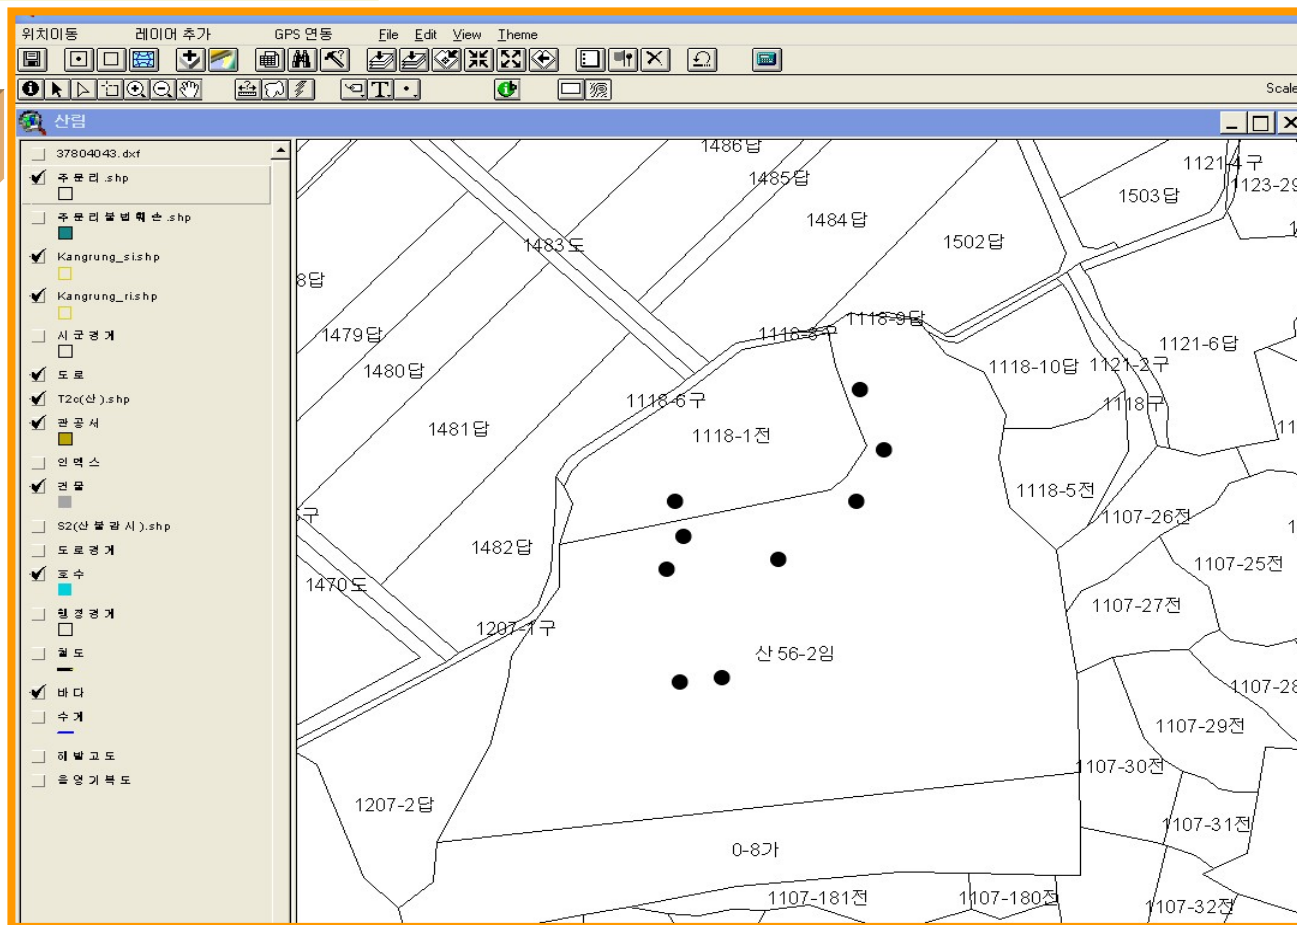 위치이동 레이어 추가 GPS 연동 File Edit View Theme
Scale
산림
37804043.dxf
주문리.shp
주문리불법훼손.shp
Kangrung_si.shp
Kangrung_ri.shp
시군경계
도로
T2c(산).shp
관공서
인덱스
건물
S2(산불감시).shp
도로경계
호수
행정경계
철도
바다
수계
해발고도
음영기복도
1486답
1485답
1484답
1121-4구
1123-29
1503답
1502답
1483도
8답
1479답
1480답
1481답
1118-8구
1118-9답
1118-10답
1121-2구
1121-6답
1118구
1118-6구
1118-1전
1118-5전
1107-26전
1107-25전
1482답
구
1470도
1107-27전
1207-1구
산 56-2임
1107-28
1107-29전
1107-30전
1207-2답
1107-31전
0-8가
1107-181전
1107-180전
1107-32전